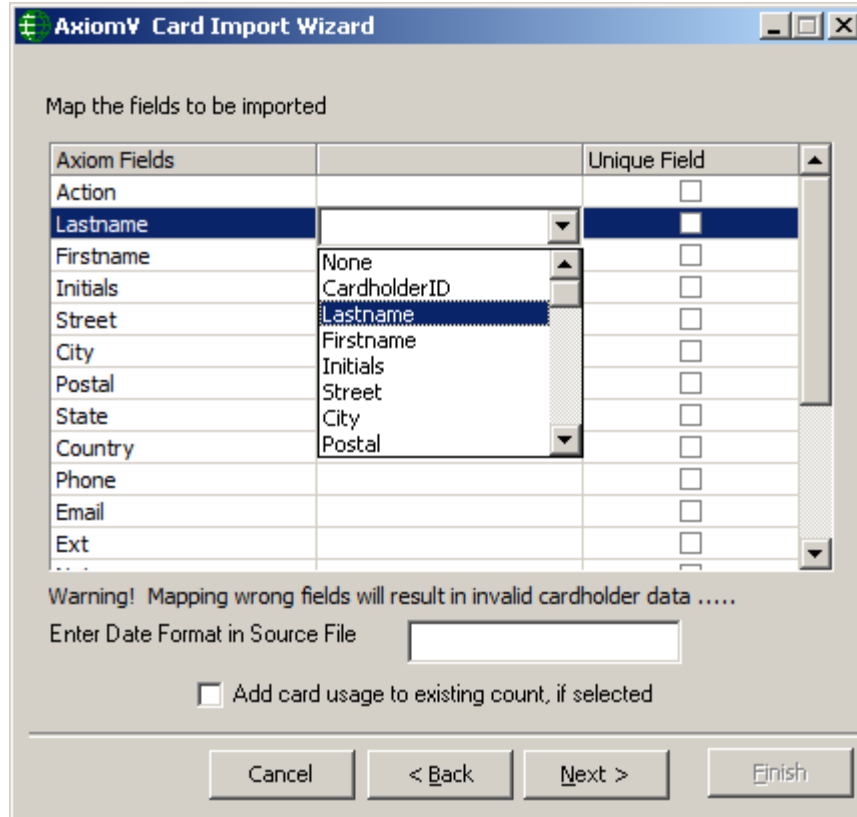 AxiomV Card Import Wizard
Map the fields to be imported
Axiom Fields Unique Field
Action
Lastname
Firstname None
CardholderID
Initials Lastname
Street Firstname
Initials
City Street
Postal City
State Postal
Country
Phone
Email
Ext
Warning! Mapping wrong fields will result in invalid cardholder data .....
Enter Date Format in Source File
Add card usage to existing count, if selected
Cancel < Back Next > Finish